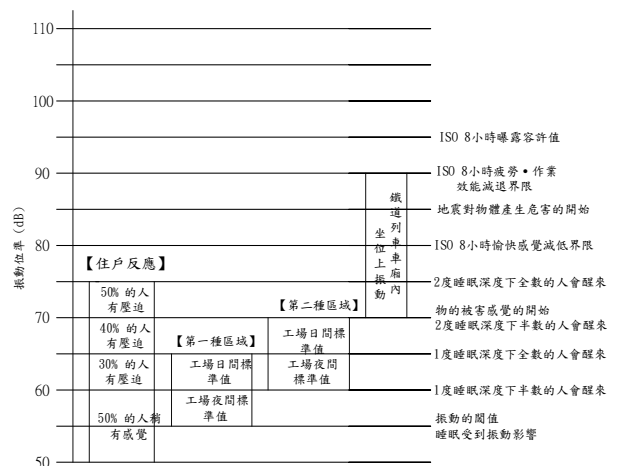 110
100
90
80
70
60
50
振動位準 (dB)
【住戶反應】
50% 的人
有壓迫
40% 的人
有壓迫
30% 的人
有壓迫
50% 的人稍
有感覺
【第一種區域】
工場日間標
準值
工場夜間標
準值
【第二種區域】
工場日間標
準值
工場夜間
標準值
鐵道列車車廂內
坐位上振動
ISO 8小時曝露容許值
ISO 8小時疲勞•作業
效能減退界限
地震對物體產生危害的開始
ISO 8小時愉快感覺減低界限
2度睡眠深度下全數的人會醒來
物的被害感覺的開始
2度睡眠深度下半數的人會醒來
1度睡眠深度下全數的人會醒來
1度睡眠深度下半數的人會醒來
振動的閾值
睡眠受到振動影響